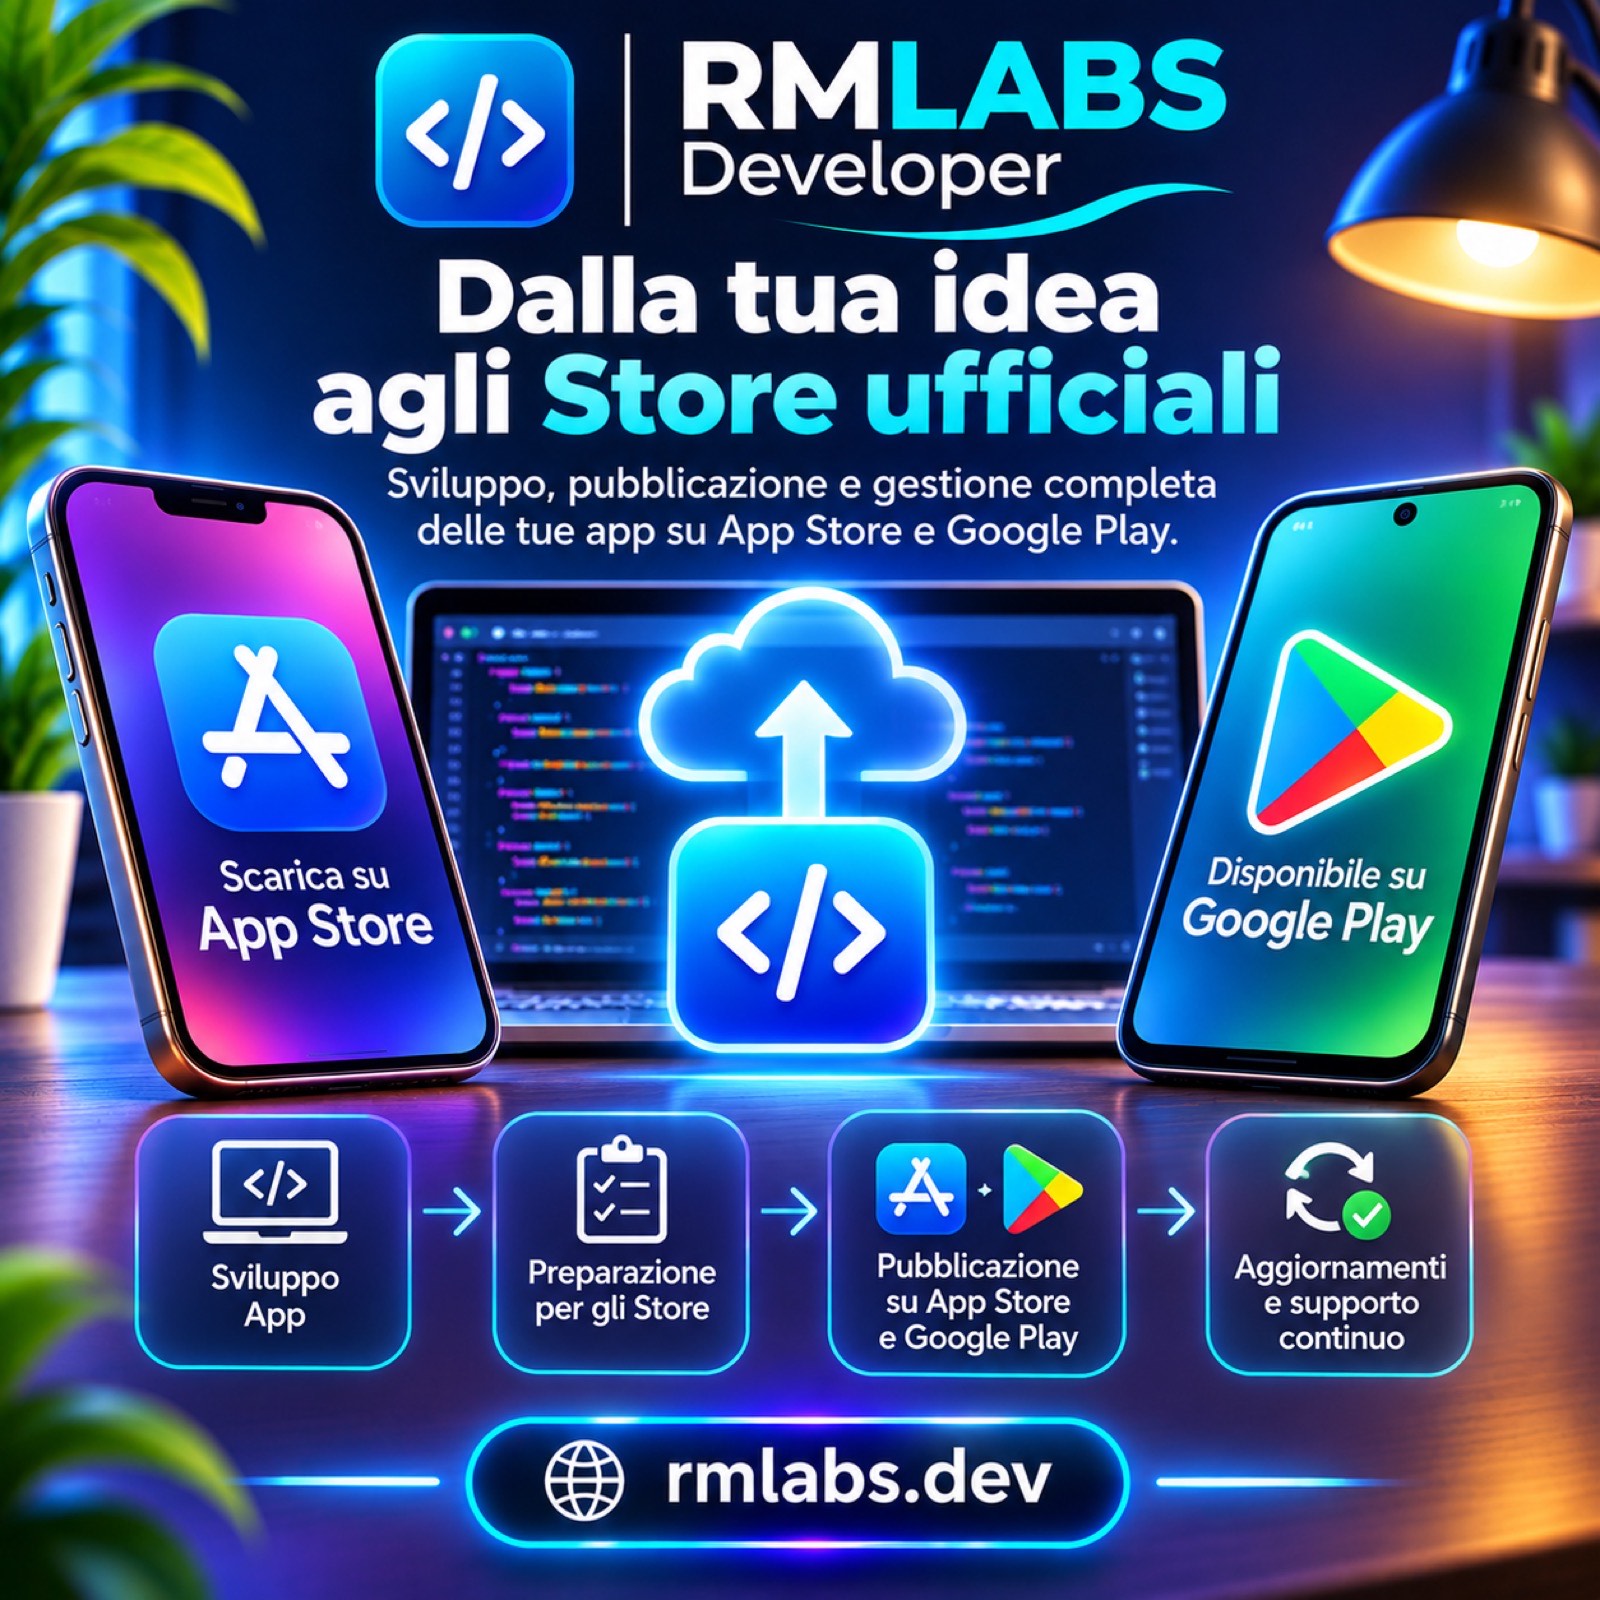 </>
RMLABS
Developer
Dalla tua idea
agli Store ufficiali
Sviluppo, pubblicazione e gestione completa
delle tue app su App Store e Google Play.
Scarica su
App Store
</>
Disponibile su
Google Play
</>
Sviluppo
App
Preparazione
per gli Store
Pubblicazione
su App Store
e Google Play
Aggiornamenti
e supporto
continuo
rmlabs.dev